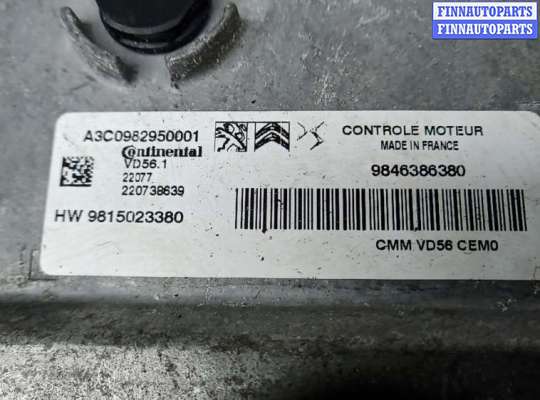 FINNAUTOPARTS
FINNAUTOPARTS
A3C0982950001
Continental
VD56.1
22077
220738639
HW 9815023380
CONTROLE MOTEUR
MADE IN FRANCE
9846386380
CMM VD56 CEM0